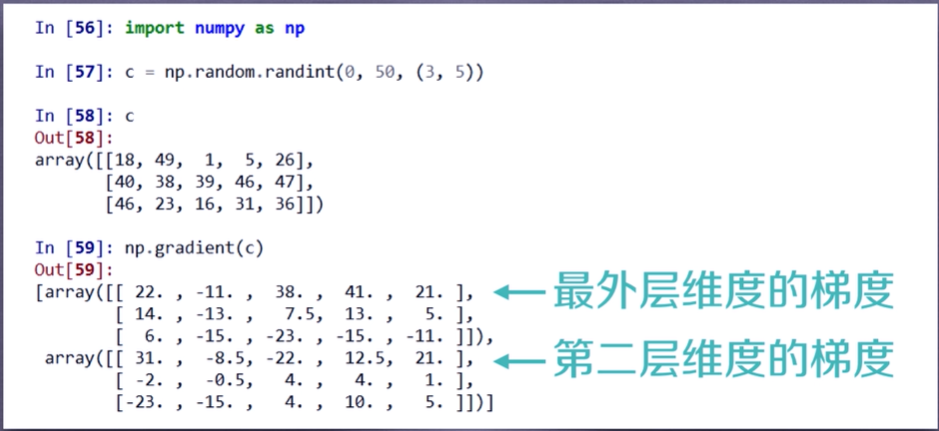 In [56]: import numpy as np
In [57]: c = np.random.randint(0, 50, (3, 5))
In [58]: c
Out[58]:
array([[18, 49,  1,  5, 26],
       [40, 38, 39, 46, 47],
       [46, 23, 16, 31, 36]])
In [59]: np.gradient(c)
Out[59]:
[array([[ 22. , -11. ,  38. ,  41. ,  21. ], 最外层维度的梯度
        [ 14. , -13. ,   7.5,  13. ,   5. ],
        [  6. , -15. , -23. , -15. , -11. ]]),
 array([[ 31. ,  -8.5, -22. ,  12.5,  21. ], 第二层维度的梯度
        [ -2. ,  -0.5,   4. ,   4. ,   1. ],
        [-23. , -15. ,   4. ,  10. ,   5. ]])]